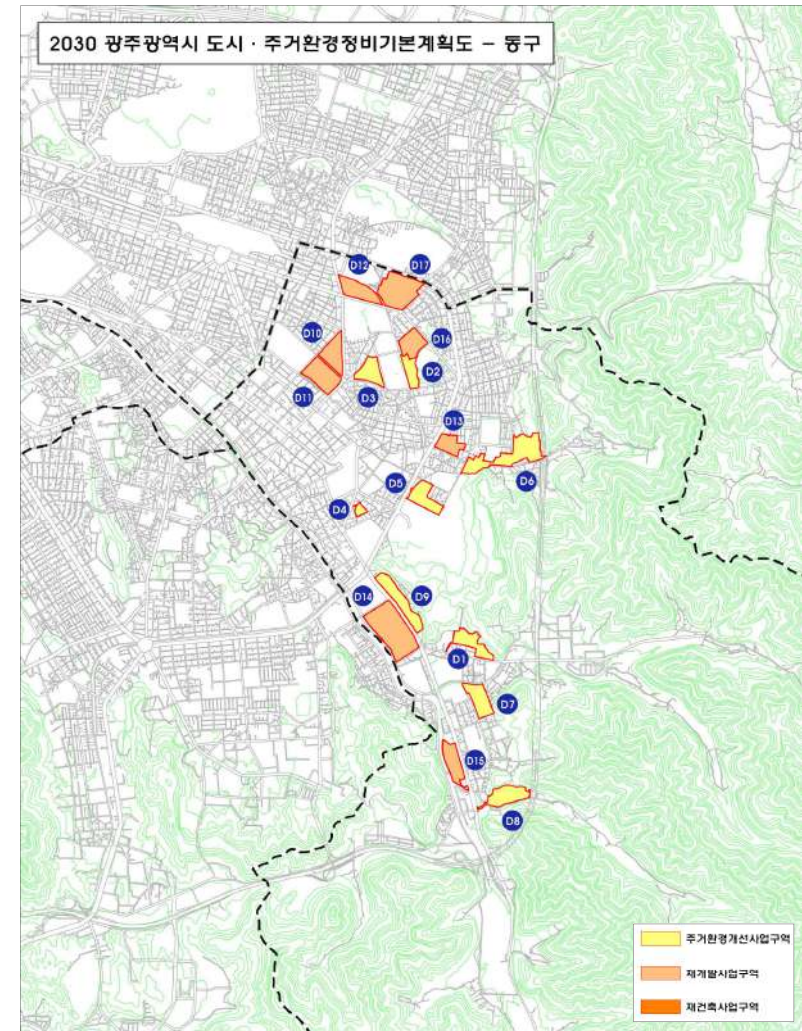 2030 광주광역시 도시 · 주거환경정비기본계획도 - 동구
D12
D17
D10
D16
D2
D3
D11
D13
D6
D5
D4
D14
D9
D1
D7
D15
D8
주거환경개선사업구역
재개발사업구역
재건축사업구역